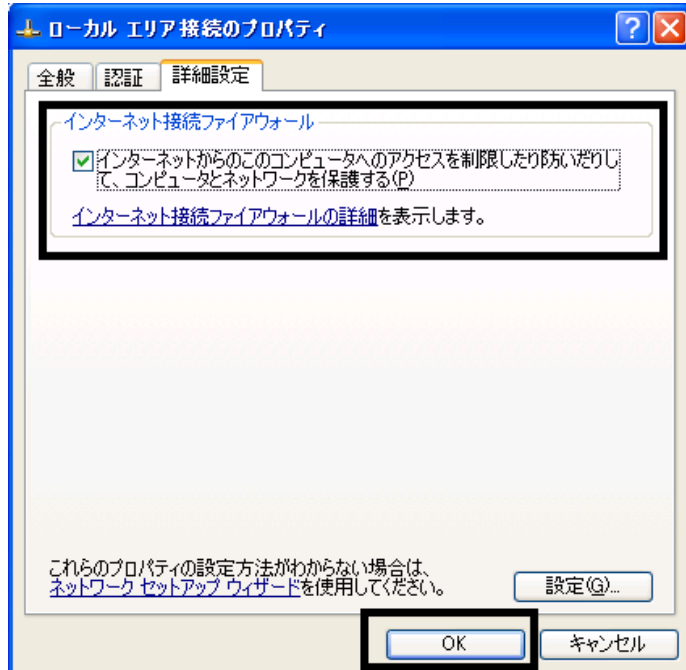 ローカル エリア接続のプロパティ
全般 認証 詳細設定
インターネット接続ファイアウォール
インターネットからのこのコンピュータへのアクセスを制限したり防いだりし
て、コンピュータとネットワークを保護する(P)
インターネット接続ファイアウォールの詳細を表示します。
これらのプロパティの設定方法がわからない場合は、
ネットワーク セットアップ ウィザードを使用してください。
設定(G)...
OK キャンセル